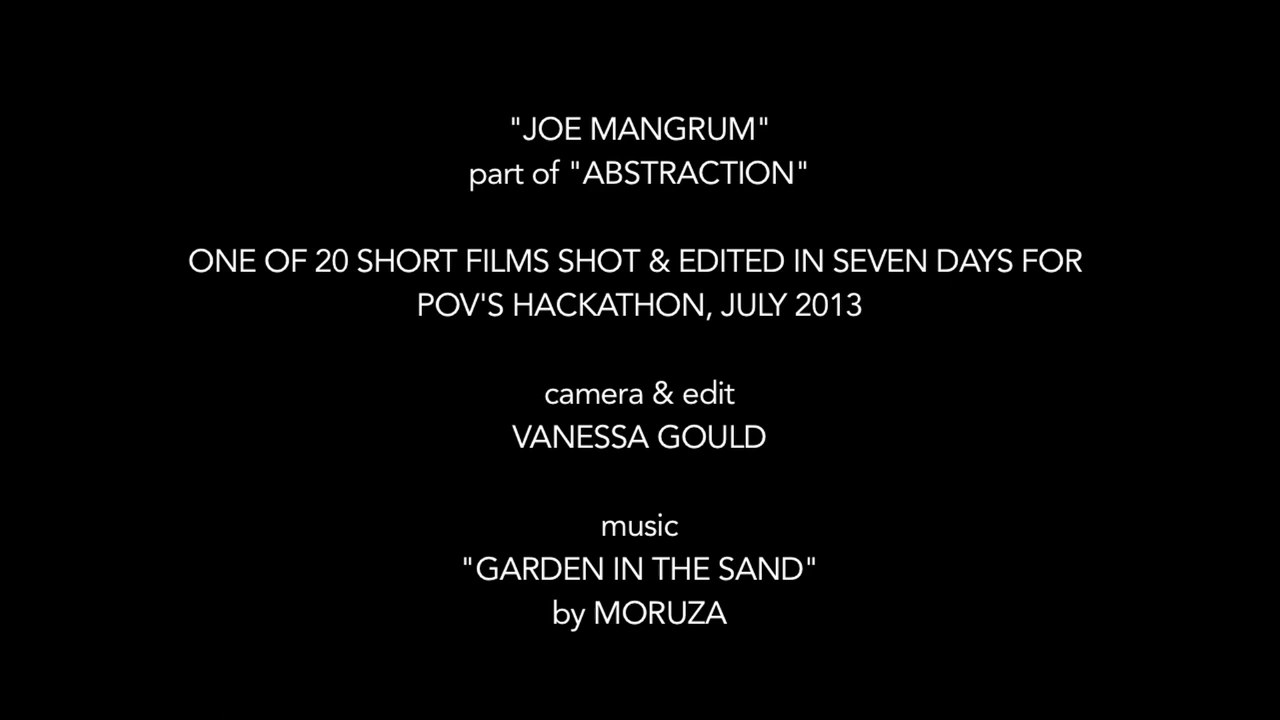 "JOE MANGRUM"
part of "ABSTRACTION"
ONE OF 20 SHORT FILMS SHOT & EDITED IN SEVEN DAYS FOR
POV'S HACKATHON, JULY 2013
camera & edit
VANESSA GOULD
music
"GARDEN IN THE SAND"
by MORUZA